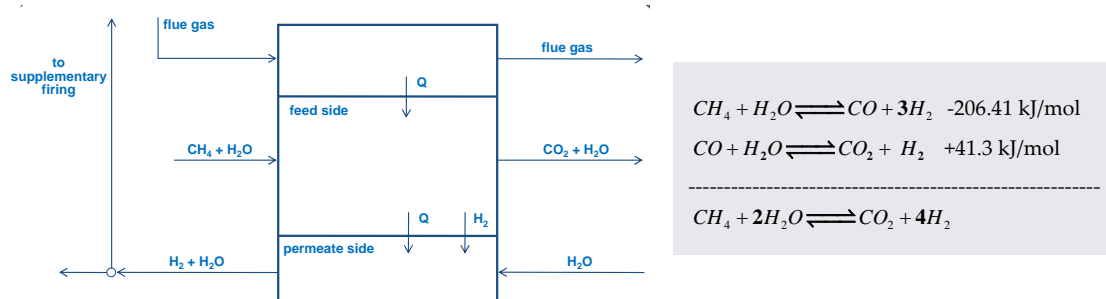 flue gas
flue gas
to
supplementary
firing
Q
feed side
CH₄ + H₂O
CO₂ + H₂O
Q
H₂
permeate side
H₂ + H₂O
H₂O
CH₄ + H₂O ⇌ CO + 3H₂ -206.41 kJ/mol
CO + H₂O ⇌ CO₂ + H₂ +41.3 kJ/mol
------------------------------------------------------------
CH₄ + 2H₂O ⇌ CO₂ + 4H₂